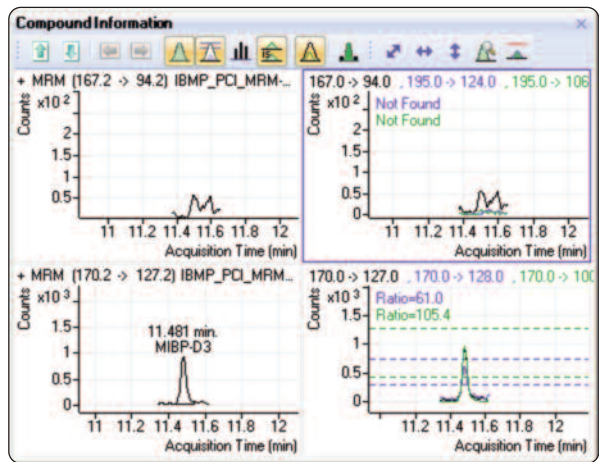 Compound Information
+ MRM (167.2 -> 94.2) IBMP_PCI_MRM-...
x10 2
Counts
2-
1.5-
1-
0.5-
11 11.2 11.4 11.6 11.8 12
Acquisition Time (min)
167.0 -> 94.0 , 195.0 -> 124.0 , 195.0 -> 106
x10 2
Not Found
Not Found
Counts
2-
1.5-
1-
0.5-
0-
11 11.2 11.4 11.6 11.8 12
Acquisition Time (min)
+ MRM (170.2 -> 127.2) IBMP_PCI_MRM...
x10 3
Counts
1.5-
1-
0.5-
0-
11.481 min.
MIBP-D3
11 11.2 11.4 11.6 11.8 12
Acquisition Time (min)
170.0 -> 127.0 , 170.0 -> 128.0 , 170.0 -> 100
x10 3
Ratio=61.0
Ratio=105.4
Counts
1.5-
1-
0.5-
0-
11.2 11.4 11.6 11.8 12
Acquisition Time (min)